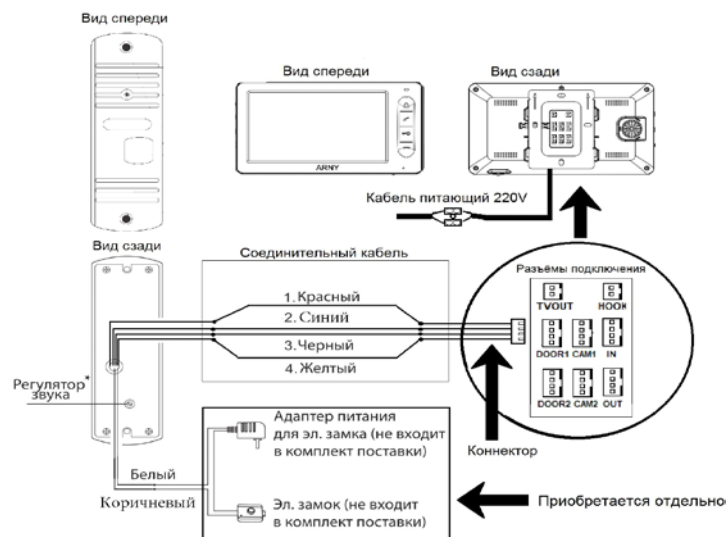 Вид спереди
Вид спереди
Вид сзади
ARNY
Кабель питающий 220V
Вид сзади
Соединительный кабель
Разъёмы подключения
1. Красный
2. Синий
3. Черный
4. Желтый
TVOUT HOOK
DOOR1 CAM1 IN
DOOR2 CAM2 OUT
Регулятор*
звука
Коннектор
Адаптер питания
для эл. замка (не входит
в комплект поставки)
Белый
Коричневый
Эл. замок (не входит
в комплект поставки)
Приобретается отдельно